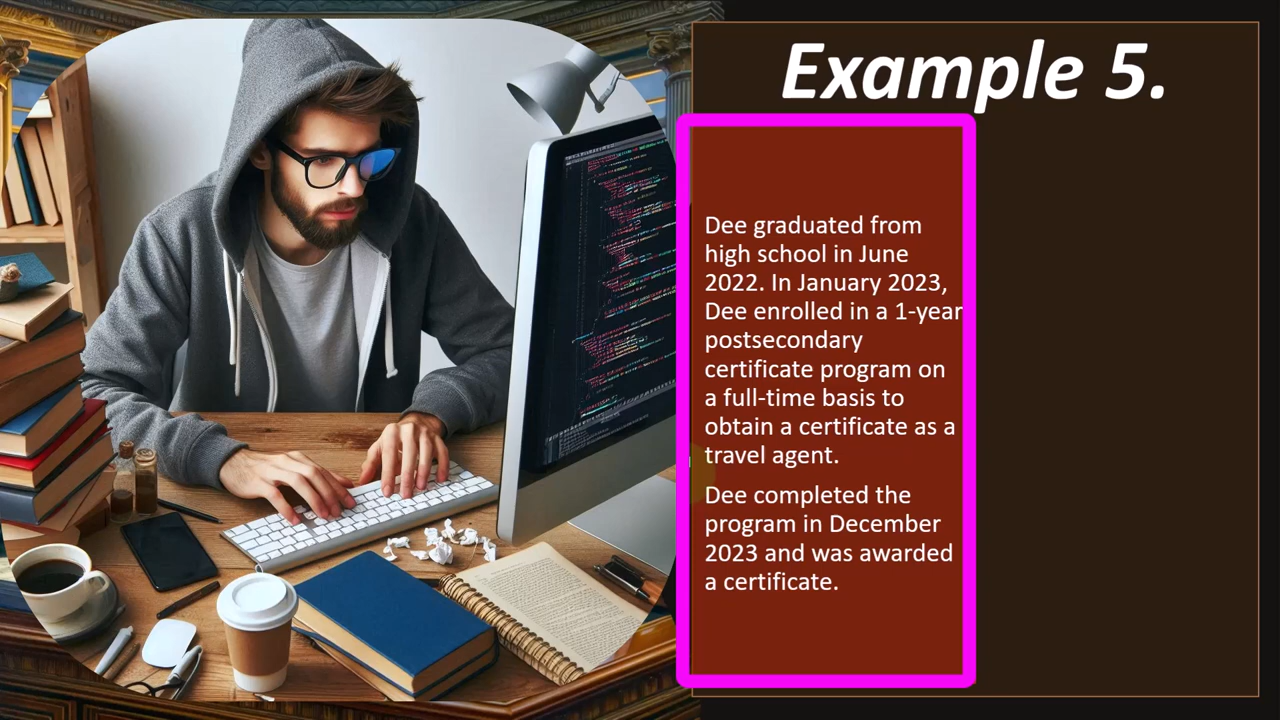 Example 5.
Dee graduated from
high school in June
2022. In January 2023,
Dee enrolled in a 1-year
postsecondary
certificate program on
a full-time basis to
obtain a certificate as a
travel agent.
Dee completed the
program in December
2023 and was awarded
a certificate.